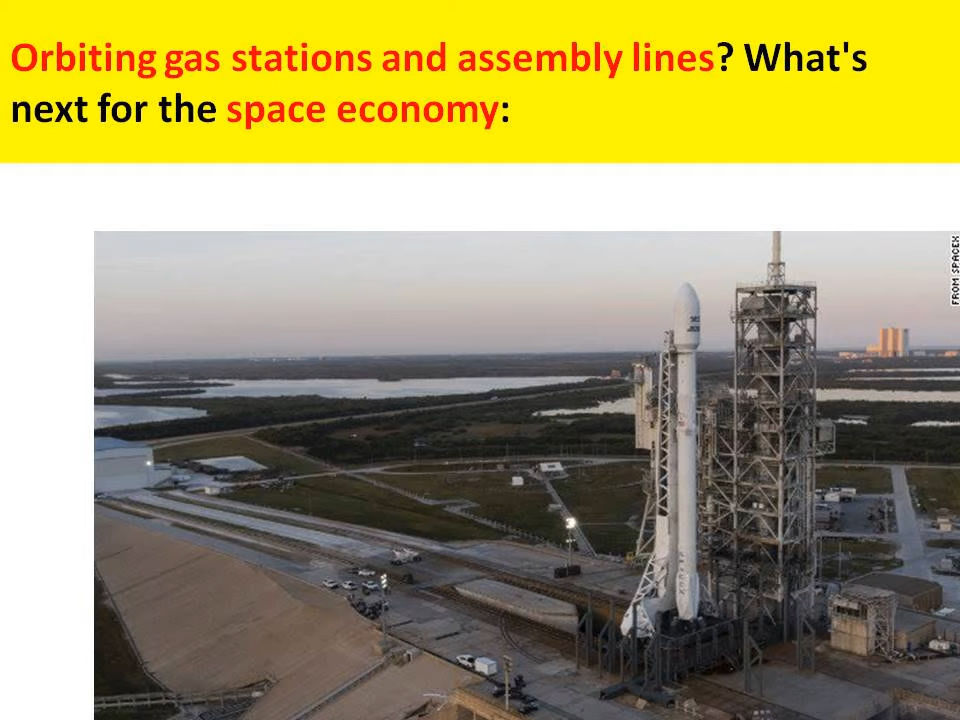 Orbiting gas stations and assembly lines? What's
next for the space economy:
FROM SPACEX